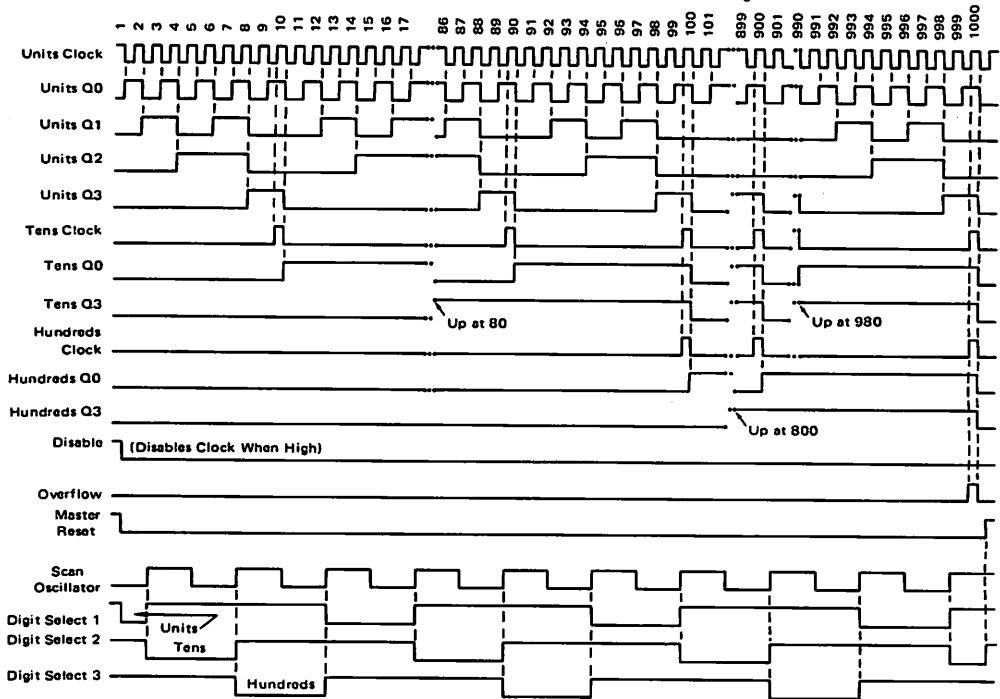 1 2 3 4 5 6 7 8 9 10 11 12 13 14 15 16 17 86 87 88 89 90 91 92 93 94 95 96 97 98 99 100 101 899 900 901 990 991 992 993 994 995 996 997 998 999 1000
Units Clock
Units Q0
Units Q1
Units Q2
Units Q3
Tens Clock
Tens Q0
Tens Q3
Up at 80
Up at 980
Hundreds
Clock
Hundreds Q0
Hundreds Q3
Up at 800
Disable
(Disables Clock When High)
Overflow
Master
Reset
Scan
Oscillator
Digit Select 1
Units
Digit Select 2
Tens
Digit Select 3
Hundreds